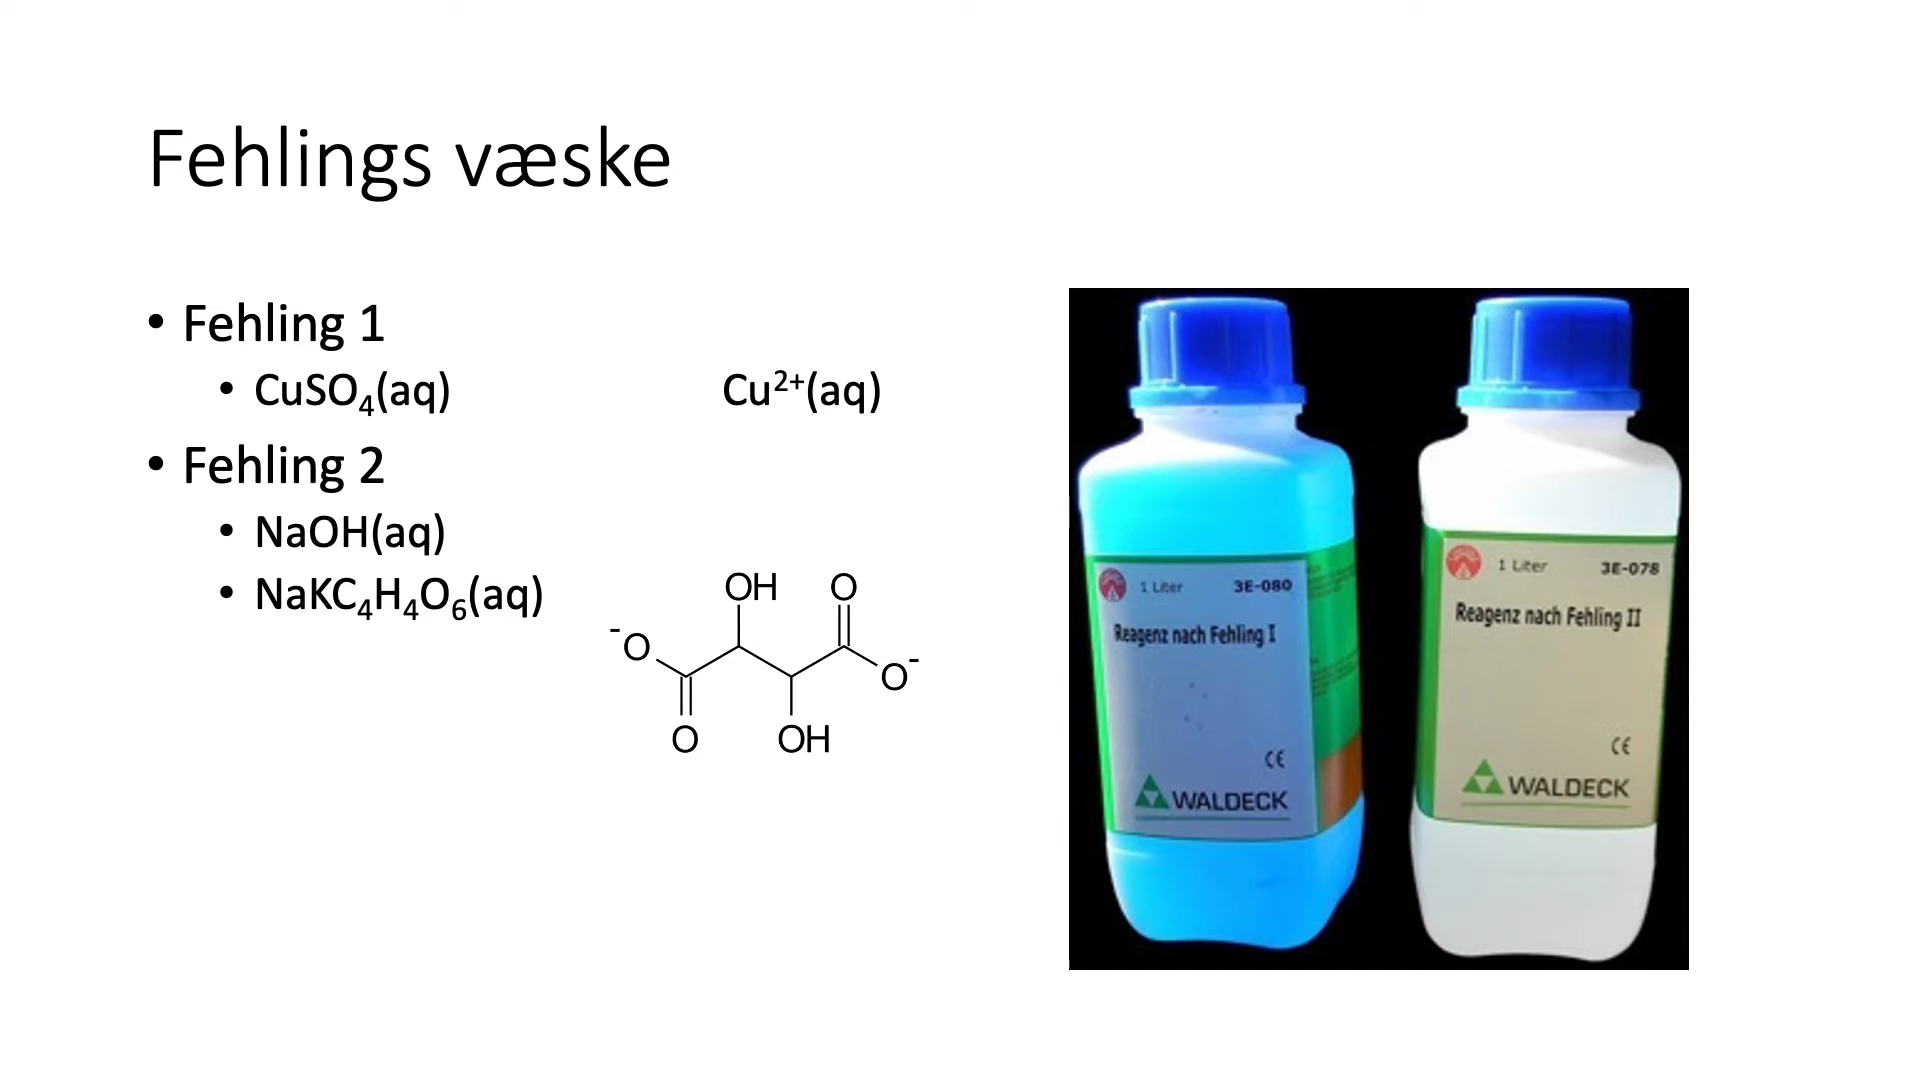 Fehlings væske
• Fehling 1
• CuSO₄(aq)
Cu²⁺(aq)
• Fehling 2
• NaOH(aq)
• NaKC₄H₄O₆(aq)
OH
O
⁻O
O⁻
O
OH
1 Liter 3E-080
Reagenz nach Fehling I
CE
WALDECK
1 Liter 3E-078
Reagenz nach Fehling II
CE
WALDECK